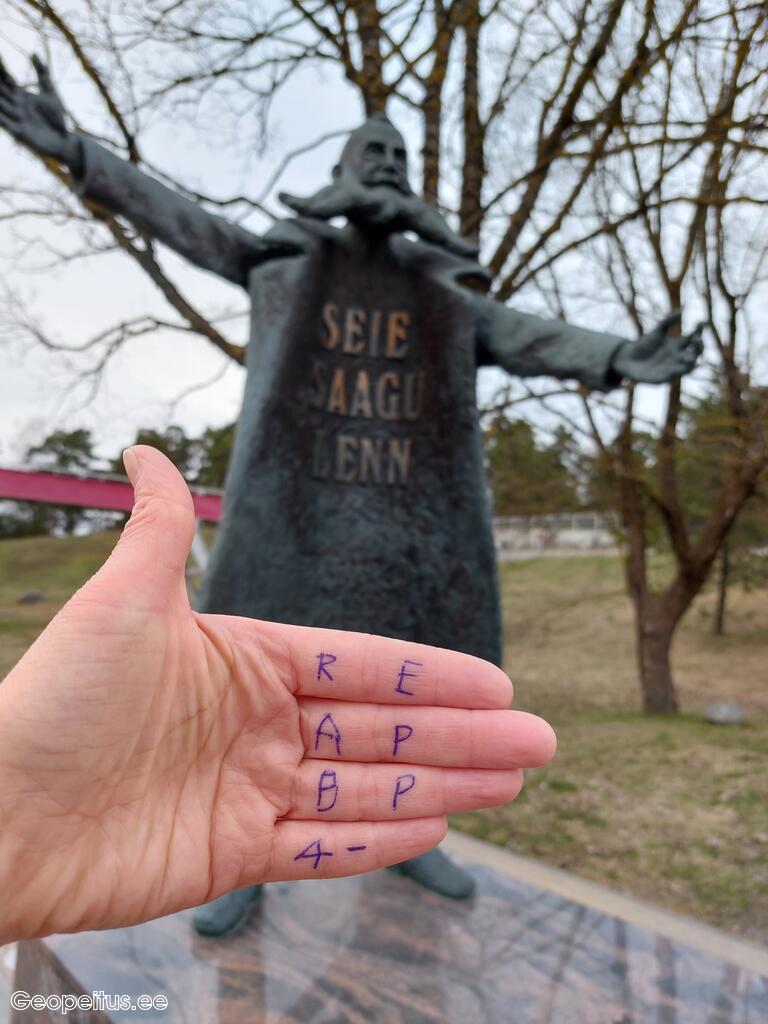 SEIE
SAAGU
LENN
R E
A P
B P
4 -
Geopeitus.ee